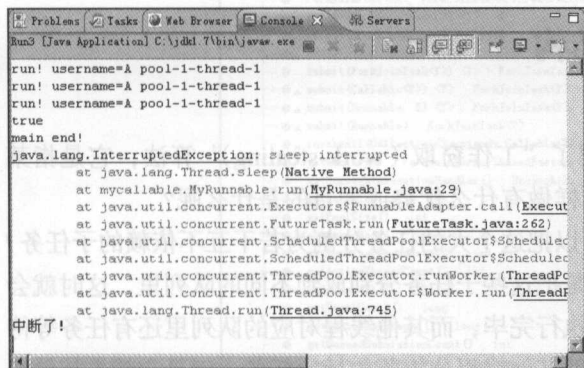 Problems Tasks Web Browser Console Servers
Run3 [Java Application] C:\jdk1.7\bin\javaw.exe
run! username=A pool-1-thread-1
run! username=A pool-1-thread-1
run! username=A pool-1-thread-1
true
main end!
java.lang.InterruptedException: sleep interrupted
at java.lang.Thread.sleep(Native Method)
at mycallable.MyRunnable.run(MyRunnable.java:29)
at java.util.concurrent.Executors$RunnableAdapter.call(Execut
at java.util.concurrent.FutureTask.run(FutureTask.java:262)
at java.util.concurrent.ScheduledThreadPoolExecutor$Scheduled
at java.util.concurrent.ScheduledThreadPoolExecutor$Scheduled
at java.util.concurrent.ThreadPoolExecutor.runWorker(ThreadPo
at java.util.concurrent.ThreadPoolExecutor$Worker.run(ThreadP
at java.lang.Thread.run(Thread.java:745)
中断了!